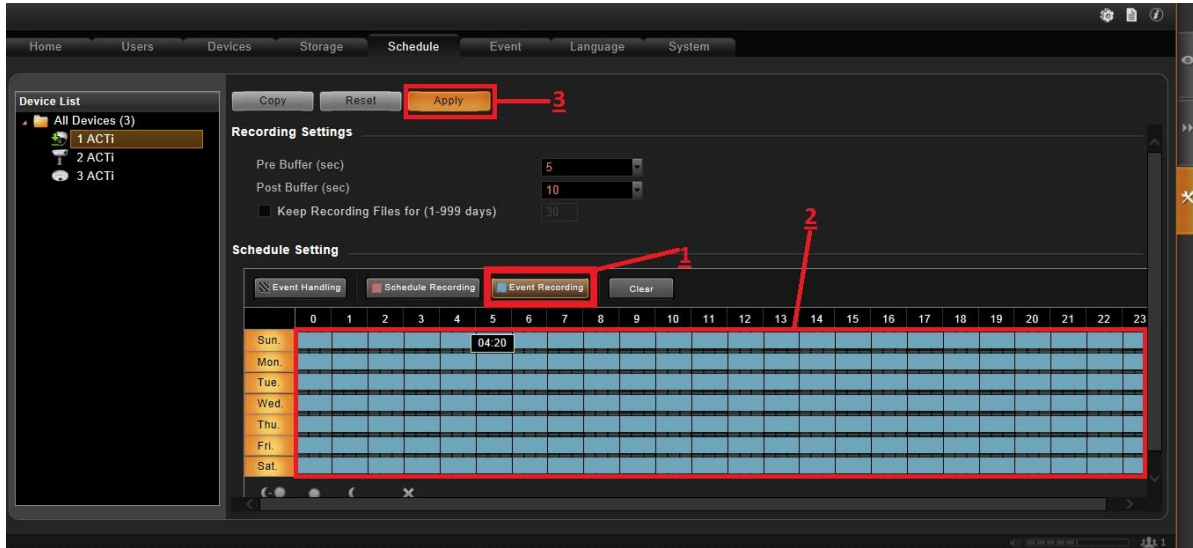 Home Users Devices Storage Schedule Event Language System
Device List
All Devices (3)
1 ACTi
2 ACTi
3 ACTi
Copy Reset Apply 3
Recording Settings
Pre Buffer (sec) 5
Post Buffer (sec) 10
Keep Recording Files for (1-999 days) 30
2
Schedule Setting
1
Event Handling Schedule Recording Event Recording Clear
0 1 2 3 4 5 6 7 8 9 10 11 12 13 14 15 16 17 18 19 20 21 22 23
Sun. 04:20
Mon.
Tue.
Wed.
Thu.
Fri.
Sat.
1